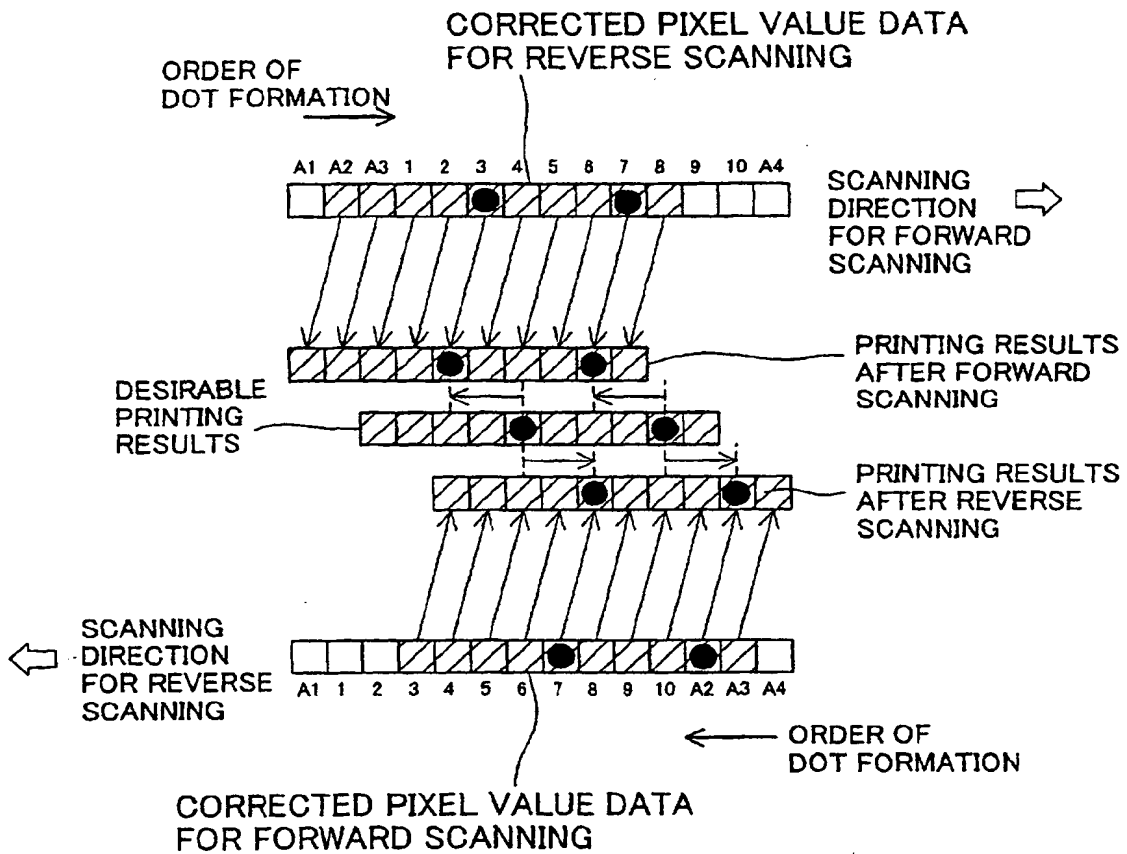 CORRECTED PIXEL VALUE DATA
FOR REVERSE SCANNING
ORDER OF
DOT FORMATION
A1 A2 A3 1 2 3 4 5 6 7 8 9 10 A4
SCANNING
DIRECTION
FOR FORWARD
SCANNING
PRINTING RESULTS
AFTER FORWARD
SCANNING
DESIRABLE
PRINTING
RESULTS
PRINTING RESULTS
AFTER REVERSE
SCANNING
SCANNING
DIRECTION
FOR REVERSE
SCANNING
A1 1 2 3 4 5 6 7 8 9 10 A2 A3 A4
ORDER OF
DOT FORMATION
CORRECTED PIXEL VALUE DATA
FOR FORWARD SCANNING